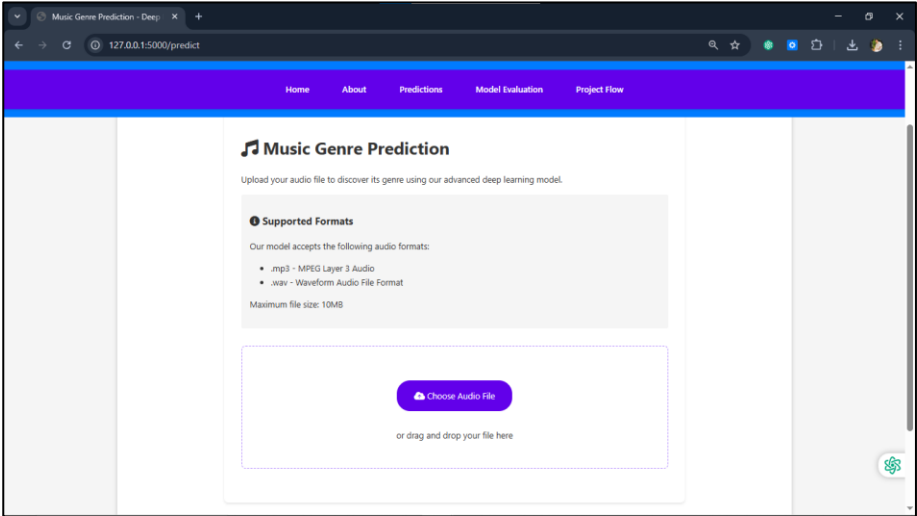 Music Genre Prediction - Deep
127.0.0.1:5000/predict
Home About Predictions Model Evaluation Project Flow
Music Genre Prediction
Upload your audio file to discover its genre using our advanced deep learning model.
Supported Formats
Our model accepts the following audio formats:
.mp3 - MPEG Layer 3 Audio
.wav - Waveform Audio File Format
Maximum file size: 10MB
Choose Audio File
or drag and drop your file here